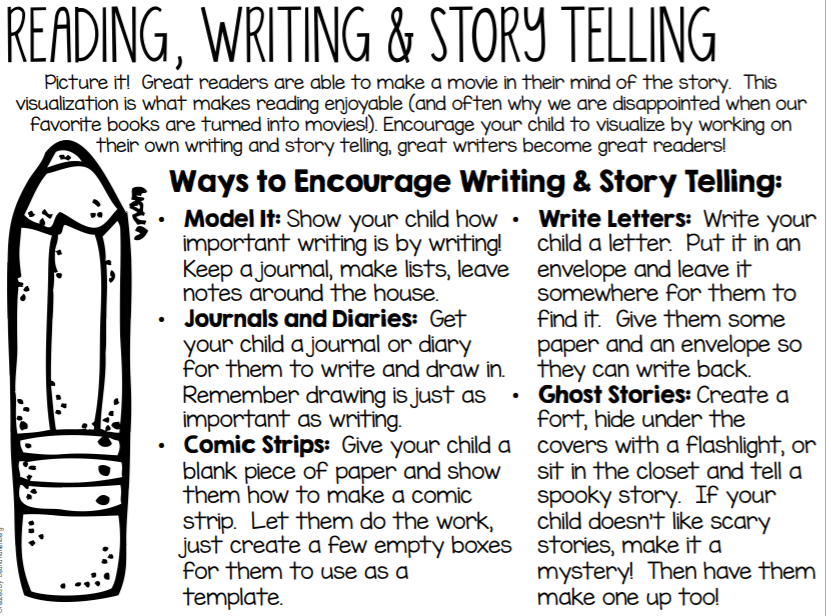 READING, WRITING & STORY TELLING
Picture it! Great readers are able to make a movie in their mind of the story. This
visualization is what makes reading enjoyable (and often why we are disappointed when our
favorite books are turned into movies!). Encourage your child to visualize by working on
their own writing and story telling, great writers become great readers!
Ways to Encourage Writing & Story Telling:
• Model It: Show your child how
important writing is by writing!
Keep a journal, make lists, leave
notes around the house.
• Journals and Diaries: Get
your child a journal or diary
for them to write and draw in.
Remember drawing is just as
important as writing.
• Comic Strips: Give your child a
blank piece of paper and show
them how to make a comic
strip. Let them do the work,
just create a few empty boxes
for them to use as a
template.
• Write Letters: Write your
child a letter. Put it in an
envelope and leave it
somewhere for them to
find it. Give them some
paper and an envelope so
they can write back.
• Ghost Stories: Create a
fort, hide under the
covers with a flashlight, or
sit in the closet and tell a
spooky story. If your
child doesn't like scary
stories, make it a
mystery! Then have them
make one up too!